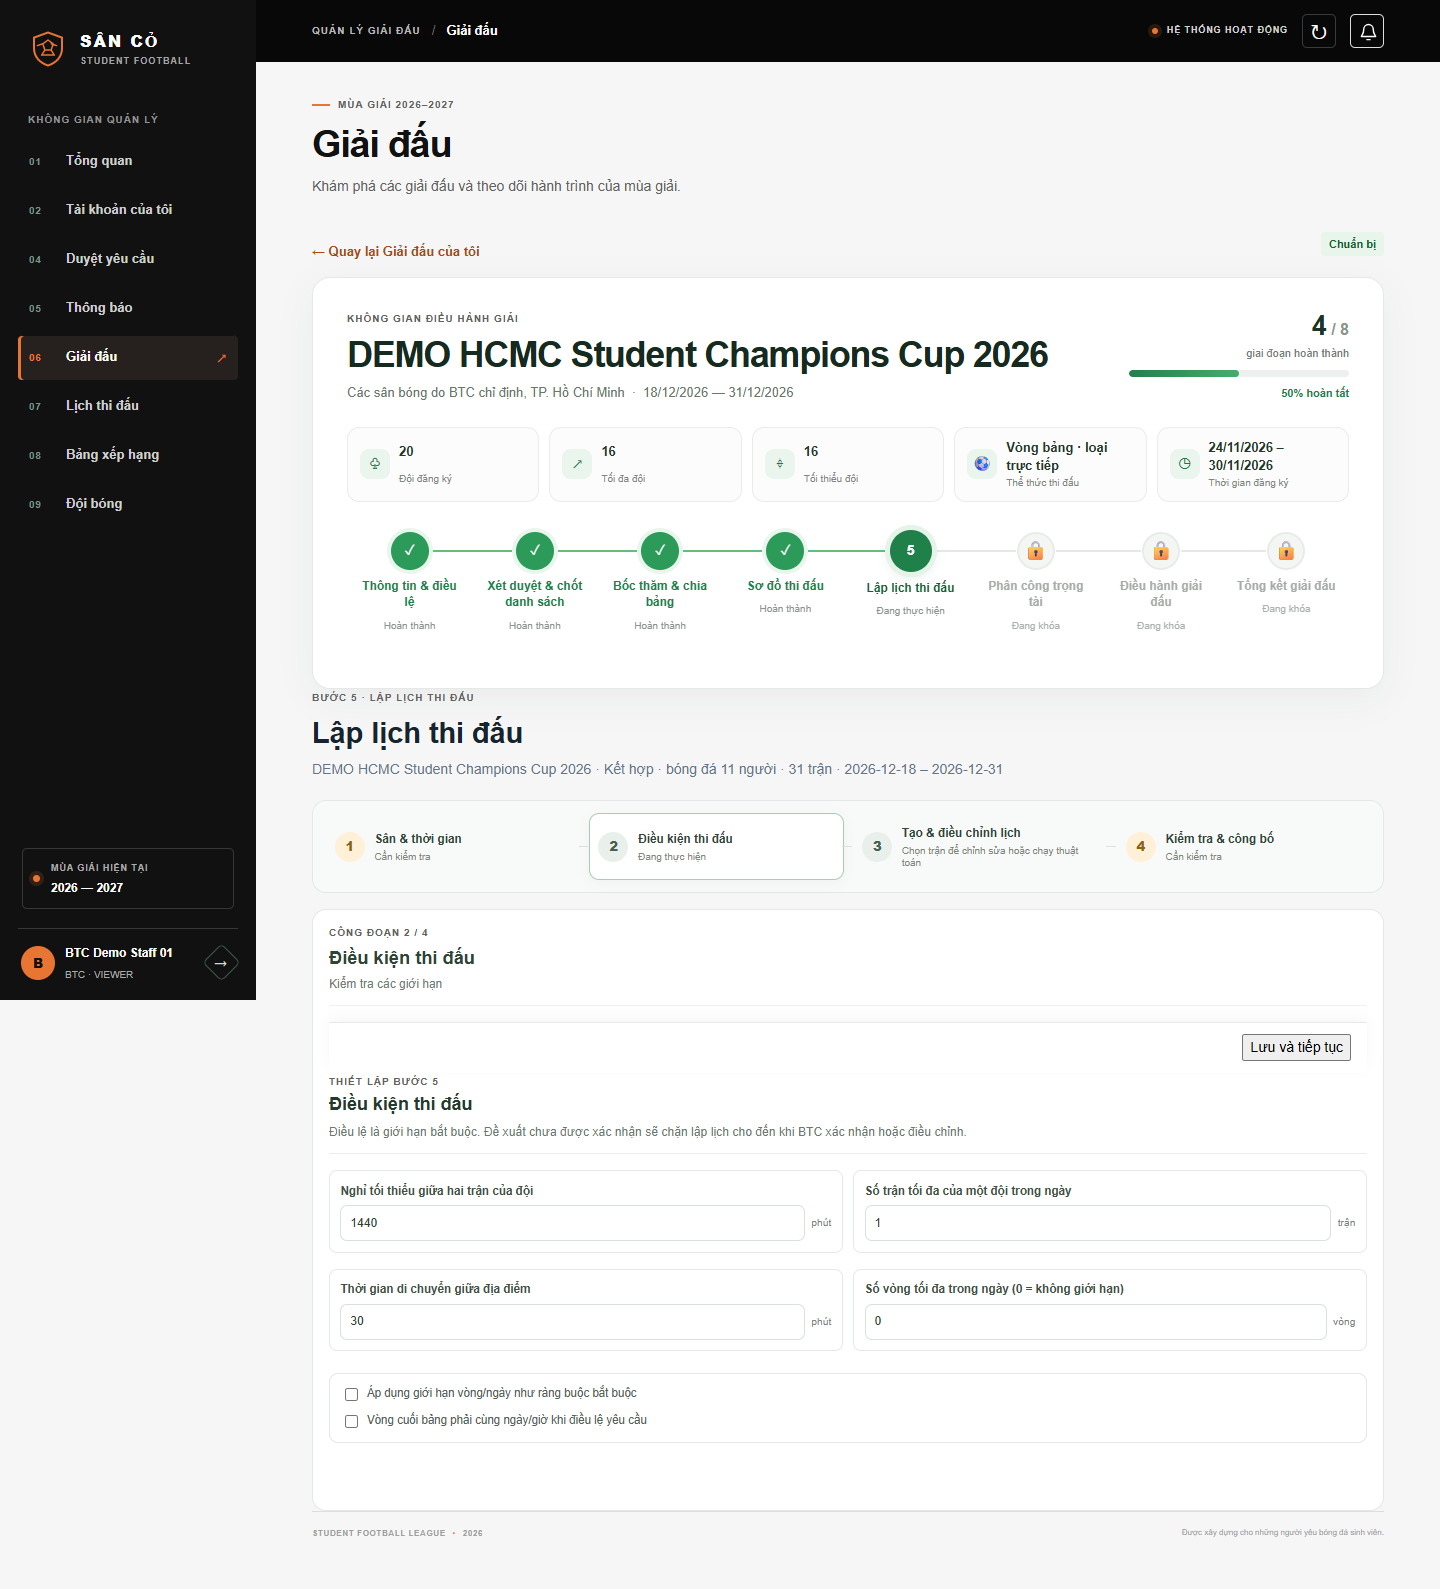 SÂN CỎ
STUDENT FOOTBALL
KHÔNG GIAN QUẢN LÝ
01 Tổng quan
02 Tài khoản của tôi
04 Duyệt yêu cầu
05 Thông báo
06 Giải đấu ↗
07 Lịch thi đấu
08 Bảng xếp hạng
09 Đội bóng
MÙA GIẢI HIỆN TẠI
2026 — 2027
B
BTC Demo Staff 01
BTC · VIEWER
→
QUẢN LÝ GIẢI ĐẤU / Giải đấu
HỆ THỐNG HOẠT ĐỘNG
MÙA GIẢI 2026–2027
Giải đấu
Khám phá các giải đấu và theo dõi hành trình của mùa giải.
← Quay lại Giải đấu của tôi
Chuẩn bị
KHÔNG GIAN ĐIỀU HÀNH GIẢI
DEMO HCMC Student Champions Cup 2026
Các sân bóng do BTC chỉ định, TP. Hồ Chí Minh · 18/12/2026 — 31/12/2026
4 / 8
giai đoạn hoàn thành
50% hoàn tất
20
Đội đăng ký
16
Tối đa đội
16
Tối thiểu đội
Vòng bảng · loại trực tiếp
Thể thức thi đấu
24/11/2026 – 30/11/2026
Thời gian đăng ký
✓ Thông tin & điều lệ
Hoàn thành
✓ Xét duyệt & chốt danh sách
Hoàn thành
✓ Bốc thăm & chia bảng
Hoàn thành
✓ Sơ đồ thi đấu
Hoàn thành
5 Lập lịch thi đấu
Đang thực hiện
Phân công trọng tài
Đang khóa
Điều hành giải đấu
Đang khóa
Tổng kết giải đấu
Đang khóa
BƯỚC 5 · LẬP LỊCH THI ĐẤU
Lập lịch thi đấu
DEMO HCMC Student Champions Cup 2026 · Kết hợp · bóng đá 11 người · 31 trận · 2026-12-18 – 2026-12-31
1 Sân & thời gian
Cần kiểm tra
2 Điều kiện thi đấu
Đang thực hiện
3 Tạo & điều chỉnh lịch
Chọn trận để chỉnh sửa hoặc chạy thuật toán
4 Kiểm tra & công bố
Cần kiểm tra
CÔNG ĐOẠN 2 / 4
Điều kiện thi đấu
Kiểm tra các giới hạn
Lưu và tiếp tục
THIẾT LẬP BƯỚC 5
Điều kiện thi đấu
Điều lệ là giới hạn bắt buộc. Đề xuất chưa được xác nhận sẽ chặn lập lịch cho đến khi BTC xác nhận hoặc điều chỉnh.
Nghỉ tối thiểu giữa hai trận của đội
1440 phút
Số trận tối đa của một đội trong ngày
1 trận
Thời gian di chuyển giữa địa điểm
30 phút
Số vòng tối đa trong ngày (0 = không giới hạn)
0 vòng
Áp dụng giới hạn vòng/ngày như ràng buộc bắt buộc
Vòng cuối bảng phải cùng ngày/giờ khi điều lệ yêu cầu
STUDENT FOOTBALL LEAGUE • 2026
Được xây dựng cho những người yêu bóng đá sinh viên.